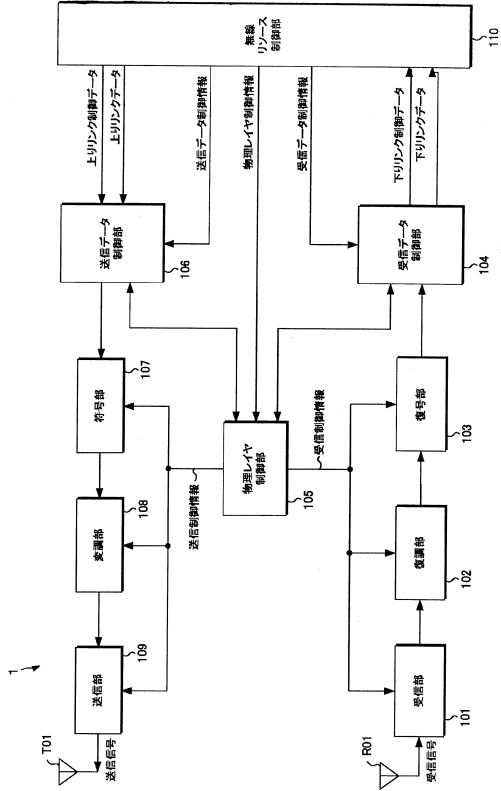 1
T01
送信信号
送信部
109
変調部
108
符号部
107
送信データ
制御部
106
上りリンク制御データ
上りリンクデータ
送信データ制御情報
物理レイヤ制御情報
受信データ制御情報
下りリンク制御データ
下りリンクデータ
無線
リソース
制御部
110
送信制御情報
物理レイヤ
制御部
105
受信制御情報
R01
受信信号
受信部
101
復調部
102
復号部
103
受信データ
制御部
104